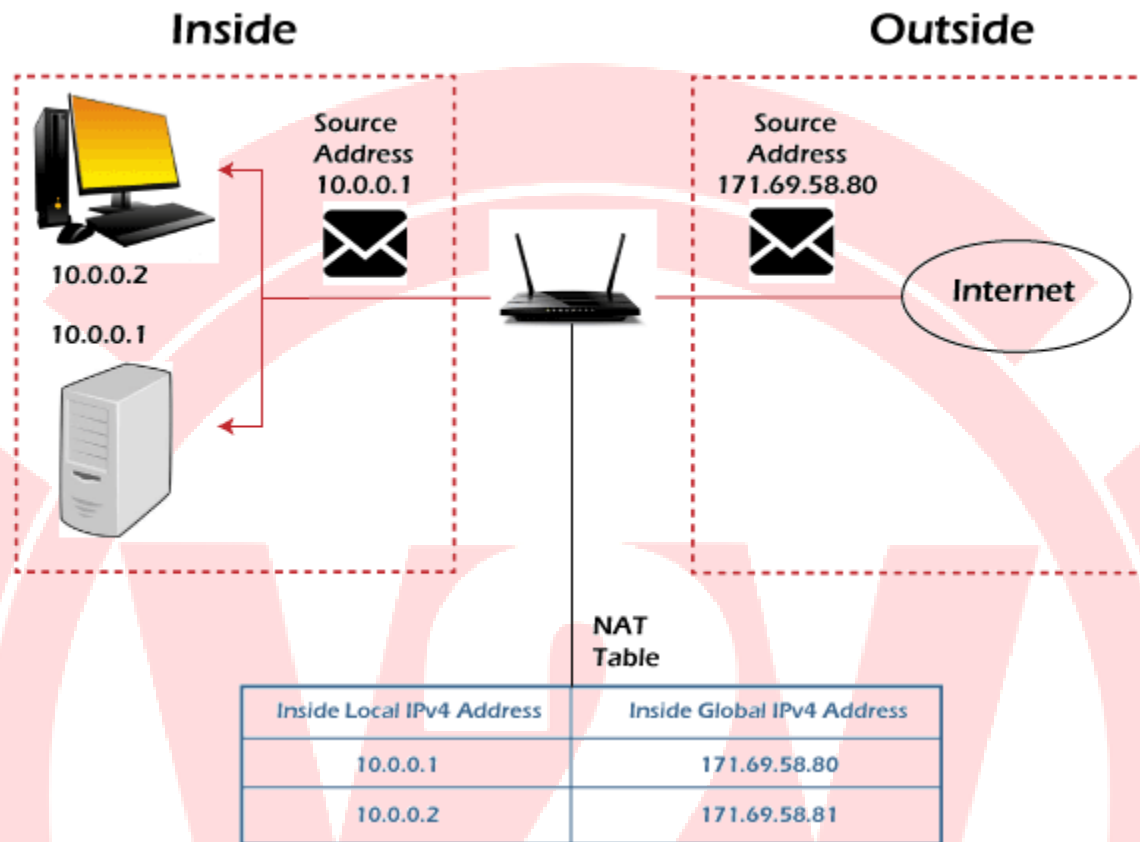 Inside
Outside
Source
Address
10.0.0.1
Source
Address
171.69.58.80
10.0.0.2
10.0.0.1
Internet
NAT
Table
Inside Local IPv4 Address
Inside Global IPv4 Address
10.0.0.1
171.69.58.80
10.0.0.2
171.69.58.81